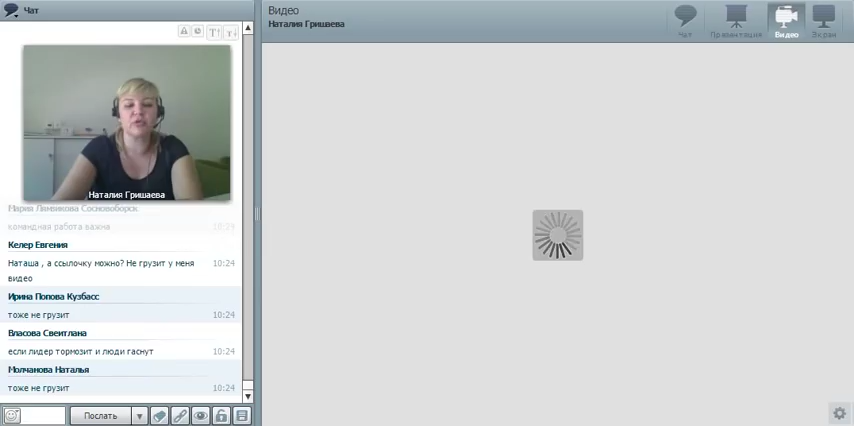 Чат
Видео
Наталия Гришаева
Чат
Презентация
Видео
Экран
Наталия Гришаева
Мария Ланзякова Сосновоборск
командная работа важна 10:24
Келер Евгения
Наташа , а ссылочку можно? Не грузит у меня 10:24
видео
Ирина Попова Кузбасс
тоже не грузит 10:24
Власова Свеитлана
если лидер тормозит и люди гаснут 10:24
Молчанова Наталья
тоже не грузит 10:24
Послать